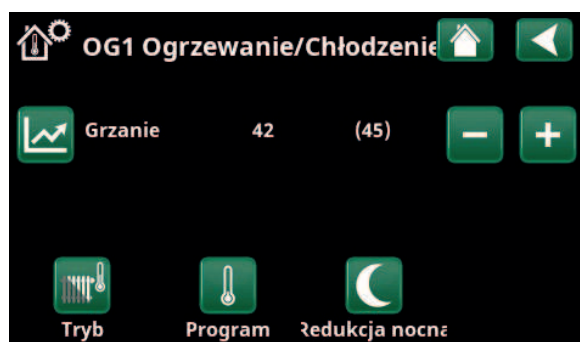 OG1 Ogrzewanie/Chłodzenie
Grzanie 42 (45)
Tryb Program Redukcja nocna